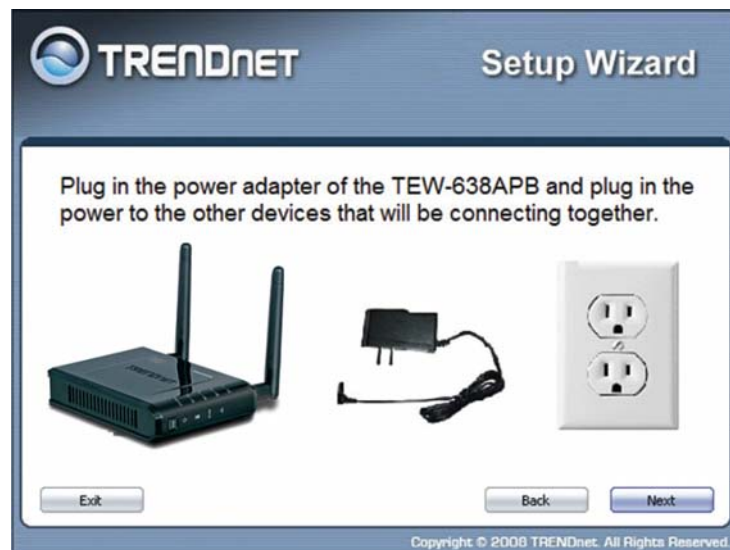 TRENDNET
Setup Wizard
Plug in the power adapter of the TEW-638APB and plug in the
power to the other devices that will be connecting together.
TRENDNET
Exit
Back
Next
Copyright © 2008 TRENDnet. All Rights Reserved.